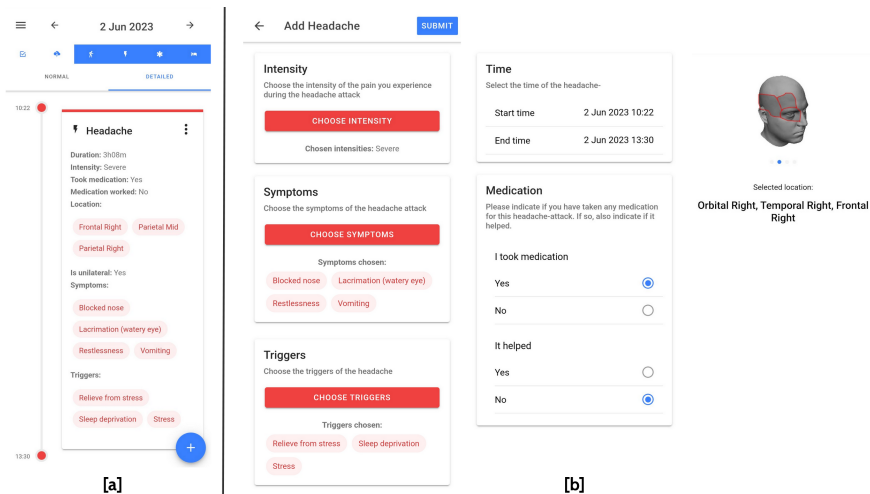 2 Jun 2023
NORMAL
DETAILED
10:22
Headache
Duration: 3h08m
Intensity: Severe
Took medication: Yes
Medication worked: No
Location:
Frontal Right
Parietal Mid
Parietal Right
Is unilateral: Yes
Symptoms:
Blocked nose
Lacrimation (watery eye)
Restlessness
Vomiting
Triggers:
Relieve from stress
Sleep deprivation
Stress
13:30
[a]
Add Headache
SUBMIT
Intensity
Choose the intensity of the pain you experience
during the headache attack
CHOOSE INTENSITY
Chosen intensities: Severe
Symptoms
Choose the symptoms of the headache attack
CHOOSE SYMPTOMS
Symptoms chosen:
Blocked nose
Lacrimation (watery eye)
Restlessness
Vomiting
Triggers
Choose the triggers of the headache
CHOOSE TRIGGERS
Triggers chosen:
Relieve from stress
Sleep deprivation
Stress
Time
Select the time of the headache-
Start time 2 Jun 2023 10:22
End time 2 Jun 2023 13:30
Medication
Please indicate if you have taken any medication
for this headache-attack. If so, also indicate if it
helped.
I took medication
Yes
No
It helped
Yes
No
Selected location:
Orbital Right, Temporal Right, Frontal
Right
[b]